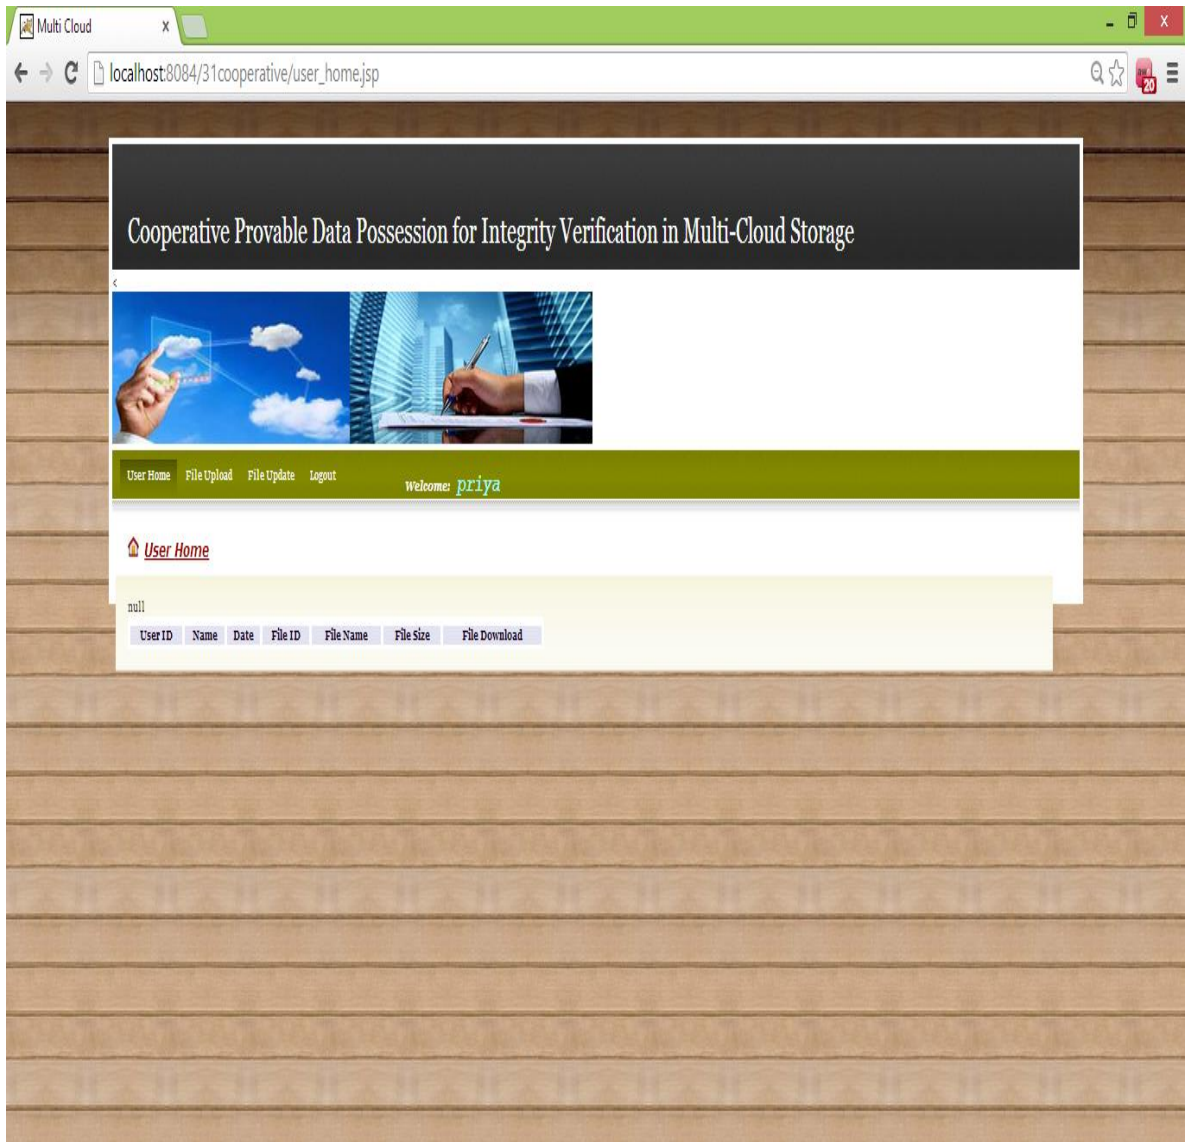 Multi Cloud x
- x
localhost:8084/31cooperative/user_home.jsp
20
Cooperative Provable Data Possession for Integrity Verification in Multi-Cloud Storage
<
User Home File Upload File Update Logout Welcome: priya
User Home
null
User ID Name Date File ID File Name File Size File Download